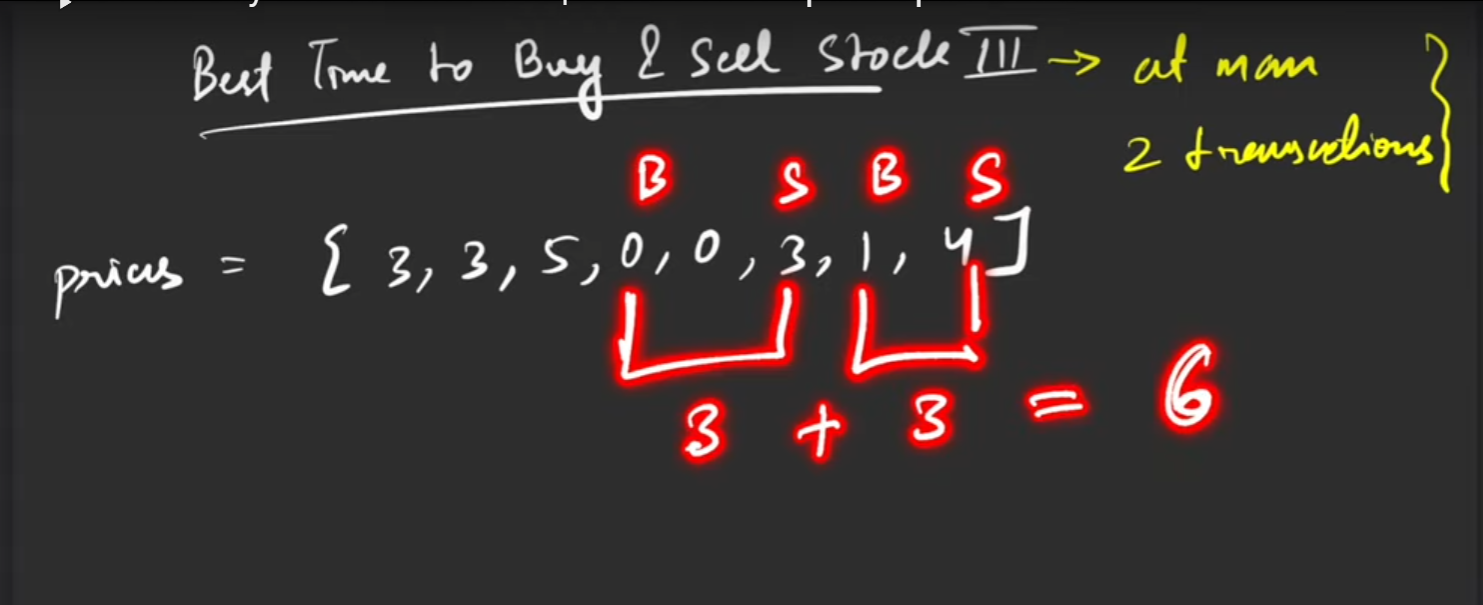 Best Time to Buy & Sell Stock III → at max
2 transactions
B S B S
prices = [3, 3, 5, 0, 0, 3, 1, 4]
3 + 3 = 6